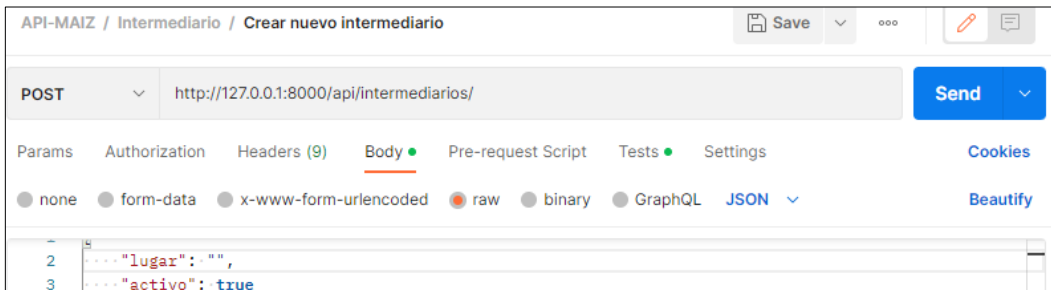 API-MAIZ / Intermediario / Crear nuevo intermediario Save
POST http://127.0.0.1:8000/api/intermediarios/ Send
Params Authorization Headers (9) Body Pre-request Script Tests Settings Cookies
none form-data x-www-form-urlencoded raw binary GraphQL JSON Beautify
2 "lugar": "",
3 "activo": true